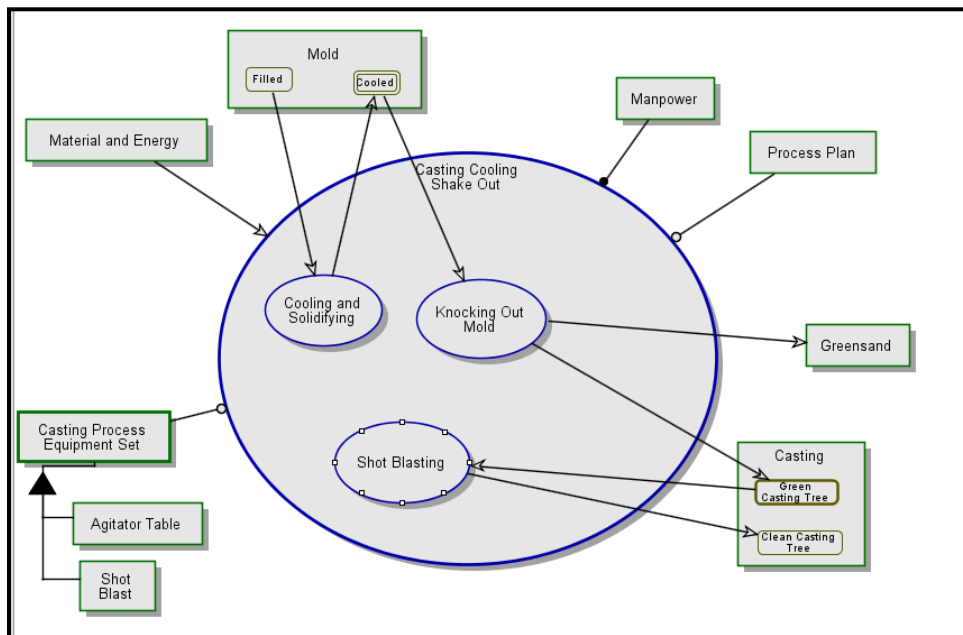 Mold
Filled
Cooled
Manpower
Material and Energy
Process Plan
Casting Cooling
Shake Out
Cooling and
Solidifying
Knocking Out
Mold
Greensand
Casting Process
Equipment Set
Shot Blasting
Casting
Green
Casting Tree
Clean Casting
Tree
Agitator Table
Shot
Blast